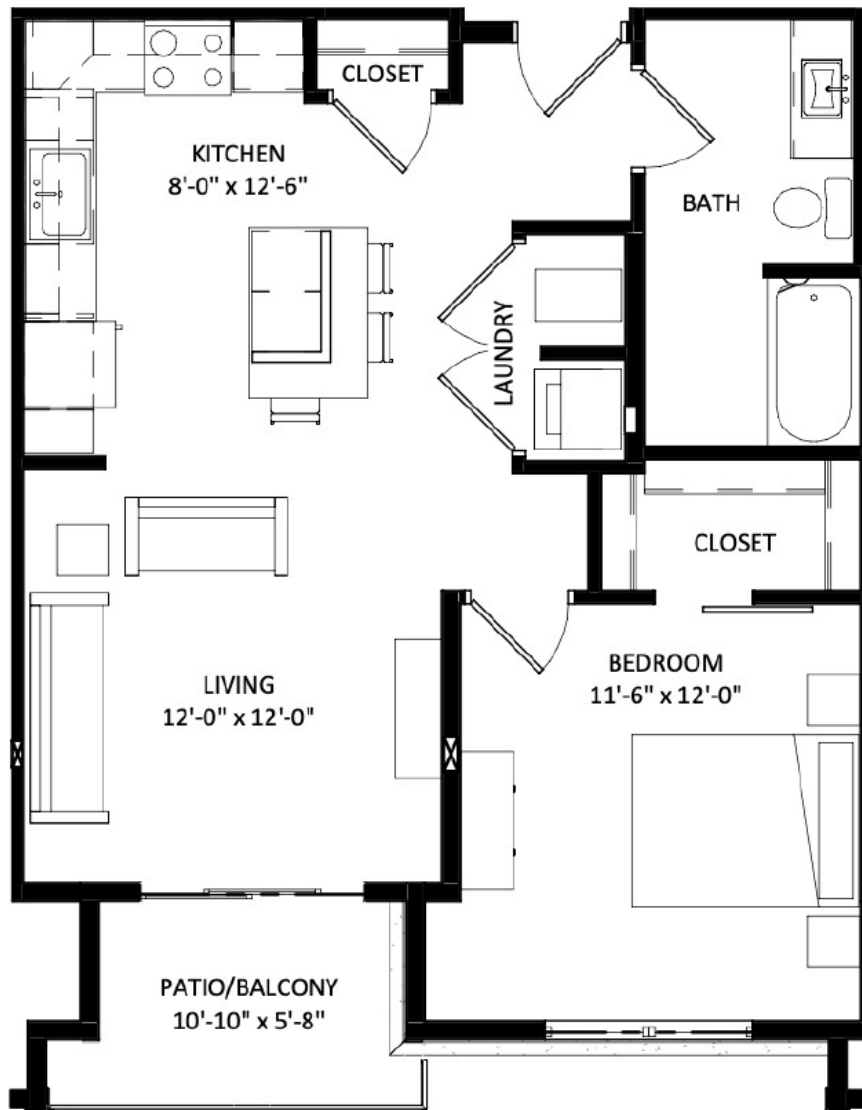 CLOSET
KITCHEN
8'-0" x 12'-6"
BATH
LAUNDRY
CLOSET
LIVING
12'-0" x 12'-0"
BEDROOM
11'-6" x 12'-0"
PATIO/BALCONY
10'-10" x 5'-8"